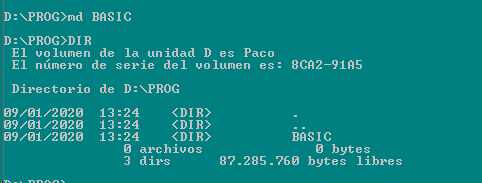 D:\PROG>md BASIC
D:\PROG>DIR
El volumen de la unidad D es Paco
El número de serie del volumen es: 8CA2-91A5
Directorio de D:\PROG
09/01/2020 13:24 <DIR> .
09/01/2020 13:24 <DIR> ..
09/01/2020 13:24 <DIR> BASIC
0 archivos 0 bytes
3 dirs 87.285.760 bytes libres
D:\PROG>